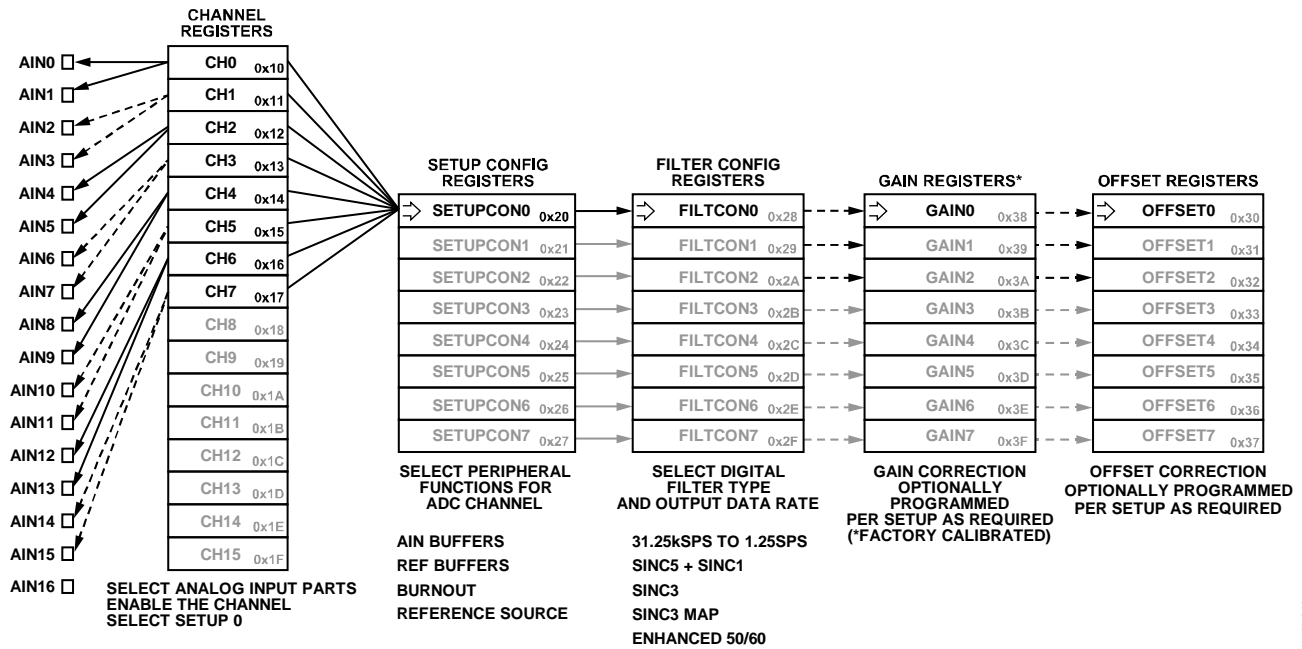 CHANNEL
REGISTERS
AIN0
AIN1
AIN2
AIN3
AIN4
AIN5
AIN6
AIN7
AIN8
AIN9
AIN10
AIN11
AIN12
AIN13
AIN14
AIN15
AIN16
CH0 0x10
CH1 0x11
CH2 0x12
CH3 0x13
CH4 0x14
CH5 0x15
CH6 0x16
CH7 0x17
CH8 0x18
CH9 0x19
CH10 0x1A
CH11 0x1B
CH12 0x1C
CH13 0x1D
CH14 0x1E
CH15 0x1F
SELECT ANALOG INPUT PARTS
ENABLE THE CHANNEL
SELECT SETUP 0
SETUP CONFIG
REGISTERS
SETUPCON0 0x20
SETUPCON1 0x21
SETUPCON2 0x22
SETUPCON3 0x23
SETUPCON4 0x24
SETUPCON5 0x25
SETUPCON6 0x26
SETUPCON7 0x27
SELECT PERIPHERAL
FUNCTIONS FOR
ADC CHANNEL
AIN BUFFERS
REF BUFFERS
BURNOUT
REFERENCE SOURCE
FILTER CONFIG
REGISTERS
FILTCON0 0x28
FILTCON1 0x29
FILTCON2 0x2A
FILTCON3 0x2B
FILTCON4 0x2C
FILTCON5 0x2D
FILTCON6 0x2E
FILTCON7 0x2F
SELECT DIGITAL
FILTER TYPE
AND OUTPUT DATA RATE
31.25kSPS TO 1.25SPS
SINC5 + SINC1
SINC3
SINC3 MAP
ENHANCED 50/60
GAIN REGISTERS*
GAIN0 0x38
GAIN1 0x39
GAIN2 0x3A
GAIN3 0x3B
GAIN4 0x3C
GAIN5 0x3D
GAIN6 0x3E
GAIN7 0x3F
GAIN CORRECTION
OPTIONALLY
PROGRAMMED
PER SETUP AS REQUIRED
(*FACTORY CALIBRATED)
OFFSET REGISTERS
OFFSET0 0x30
OFFSET1 0x31
OFFSET2 0x32
OFFSET3 0x33
OFFSET4 0x34
OFFSET5 0x35
OFFSET6 0x36
OFFSET7 0x37
OFFSET CORRECTION
OPTIONALLY PROGRAMMED
PER SETUP AS REQUIRED